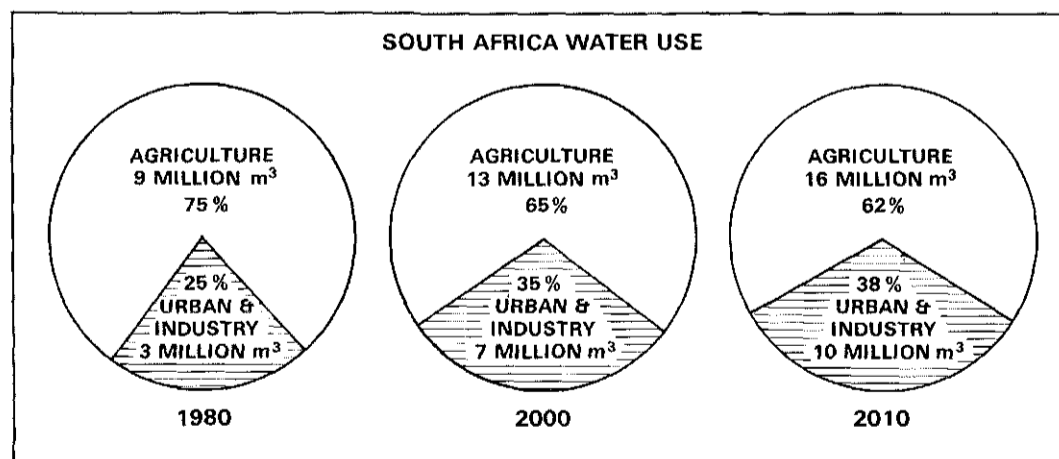 SOUTH AFRICA WATER USE
AGRICULTURE
9 MILLION m³
75%
25%
URBAN &
INDUSTRY
3 MILLION m³
1980
AGRICULTURE
13 MILLION m³
65%
35%
URBAN &
INDUSTRY
7 MILLION m³
2000
AGRICULTURE
16 MILLION m³
62%
38%
URBAN &
INDUSTRY
10 MILLION m³
2010